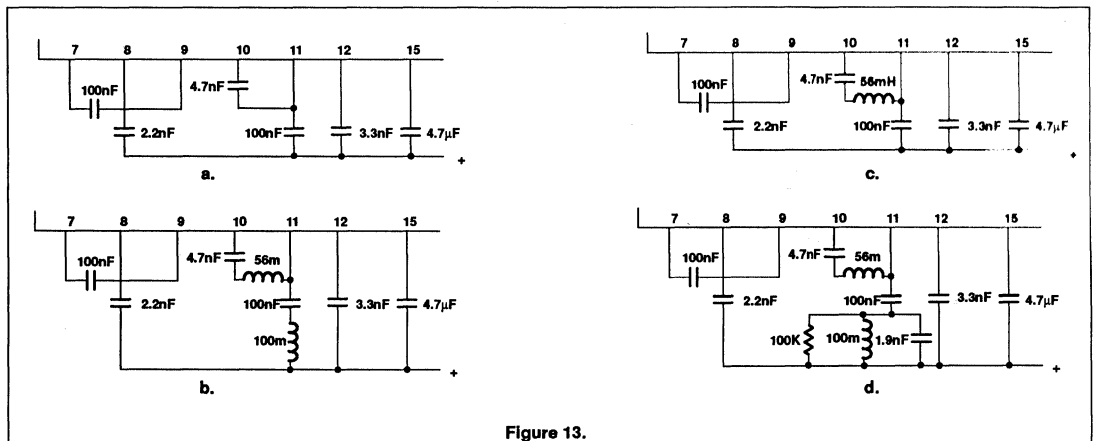 7 8 9 10 11 12 15
4.7nF
100nF
2.2nF 100nF 3.3nF 4.7µF
+
a.
7 8 9 10 11 12 15
4.7nF 56mH
100nF
2.2nF 100nF 3.3nF 4.7µF
+
c.
7 8 9 10 11 12 15
4.7nF 56m
100nF
2.2nF 100nF 3.3nF 4.7µF
100m
+
b.
7 8 9 10 11 12 15
4.7nF 56m
100nF
2.2nF 100nF 3.3nF 4.7µF
100K 100m 1.9nF
+
d.
Figure 13.